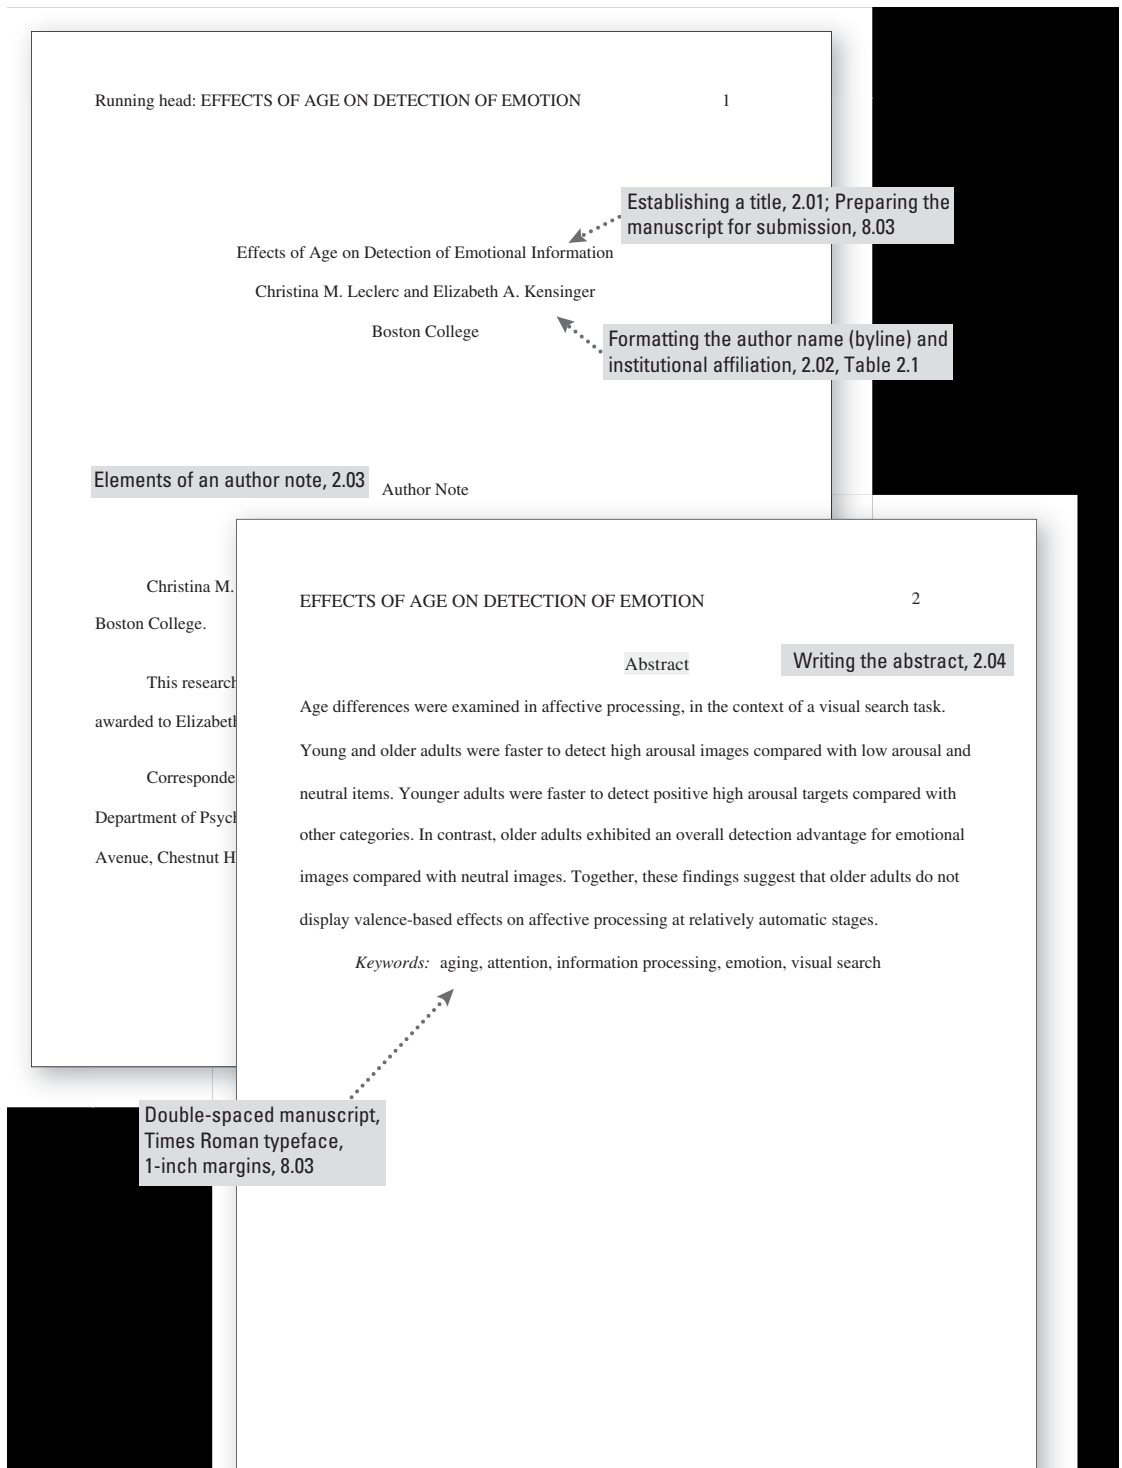 Running head: EFFECTS OF AGE ON DETECTION OF EMOTION 1
Establishing a title, 2.01; Preparing the
manuscript for submission, 8.03
Effects of Age on Detection of Emotional Information
Christina M. Leclerc and Elizabeth A. Kensinger
Boston College
Formatting the author name (byline) and
institutional affiliation, 2.02, Table 2.1
Elements of an author note, 2.03
Author Note
Christina M.
Boston College.
This research
awarded to Elizabeth
Corresponde
Department of Psych
Avenue, Chestnut H
EFFECTS OF AGE ON DETECTION OF EMOTION 2
Abstract
Writing the abstract, 2.04
Age differences were examined in affective processing, in the context of a visual search task.
Young and older adults were faster to detect high arousal images compared with low arousal and
neutral items. Younger adults were faster to detect positive high arousal targets compared with
other categories. In contrast, older adults exhibited an overall detection advantage for emotional
images compared with neutral images. Together, these findings suggest that older adults do not
display valence-based effects on affective processing at relatively automatic stages.
Keywords: aging, attention, information processing, emotion, visual search
Double-spaced manuscript,
Times Roman typeface,
1-inch margins, 8.03